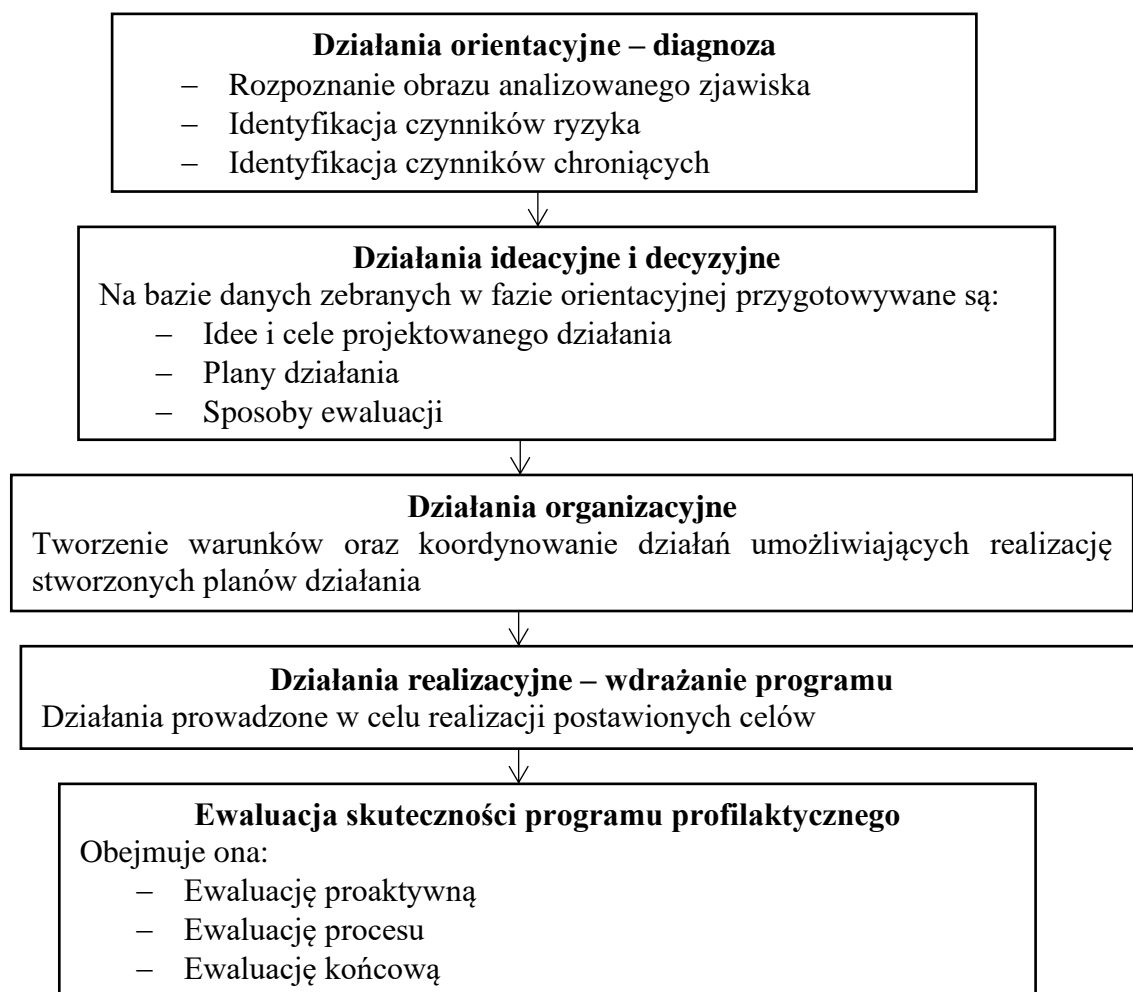 Działania orientacyjne – diagnoza
– Rozpoznanie obrazu analizowanego zjawiska
– Identyfikacja czynników ryzyka
– Identyfikacja czynników chroniących
Działania ideacyjne i decyzyjne
Na bazie danych zebranych w fazie orientacyjnej przygotowywane są:
– Idee i cele projektowanego działania
– Plany działania
– Sposoby ewaluacji
Działania organizacyjne
Tworzenie warunków oraz koordynowanie działań umożliwiających realizację
stworzonych planów działania
Działania realizacyjne – wdrażanie programu
Działania prowadzone w celu realizacji postawionych celów
Ewaluacja skuteczności programu profilaktycznego
Obejmuje ona:
– Ewaluację proaktywną
– Ewaluację procesu
– Ewaluację końcową